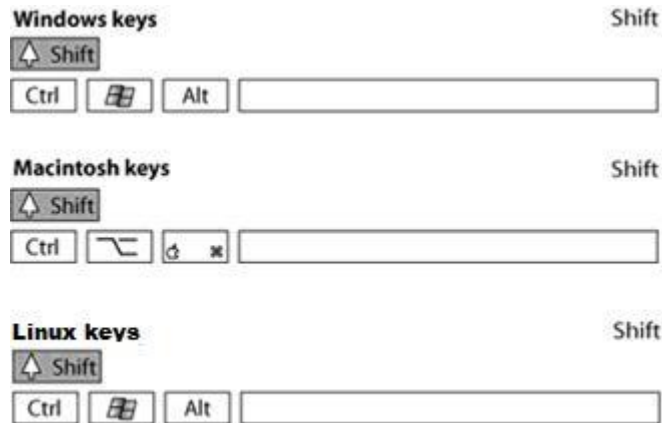 Windows keys Shift
Shift
Ctrl Alt
Macintosh keys Shift
Shift
Ctrl ⌥ ⌘
Linux keys Shift
Shift
Ctrl Alt